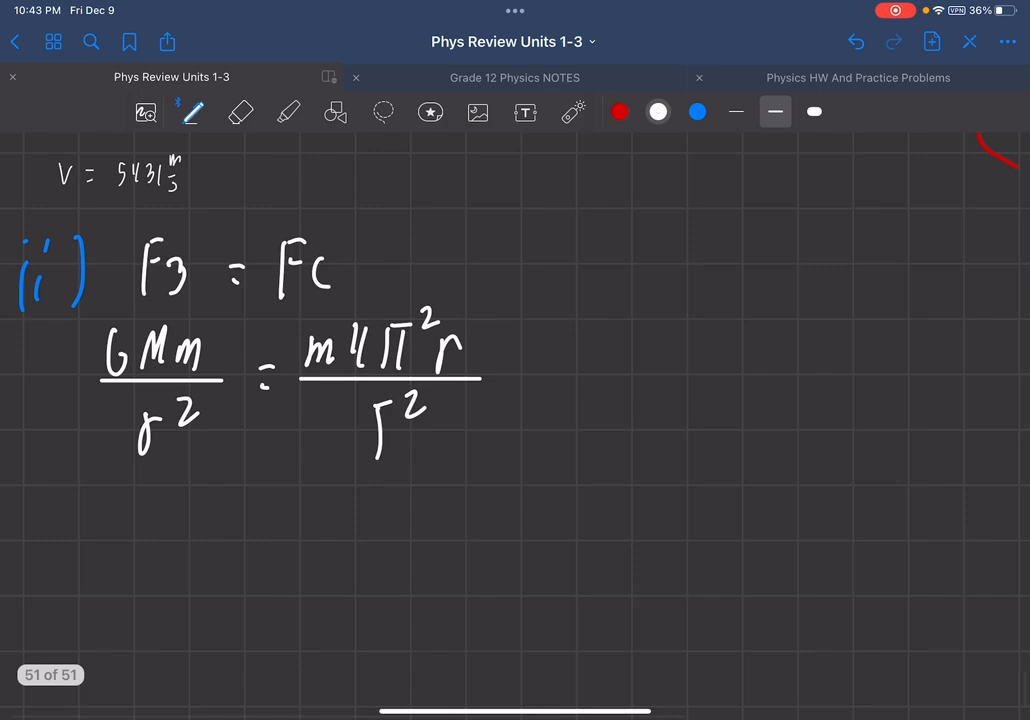 10:43 PM Fri Dec 9 VPN 36%
Phys Review Units 1-3
Phys Review Units 1-3 Grade 12 Physics NOTES Physics HW And Practice Problems
V = 5431 m/s
ii) Fg = Fc
GMm/r² = m4π²r/T²
51 of 51